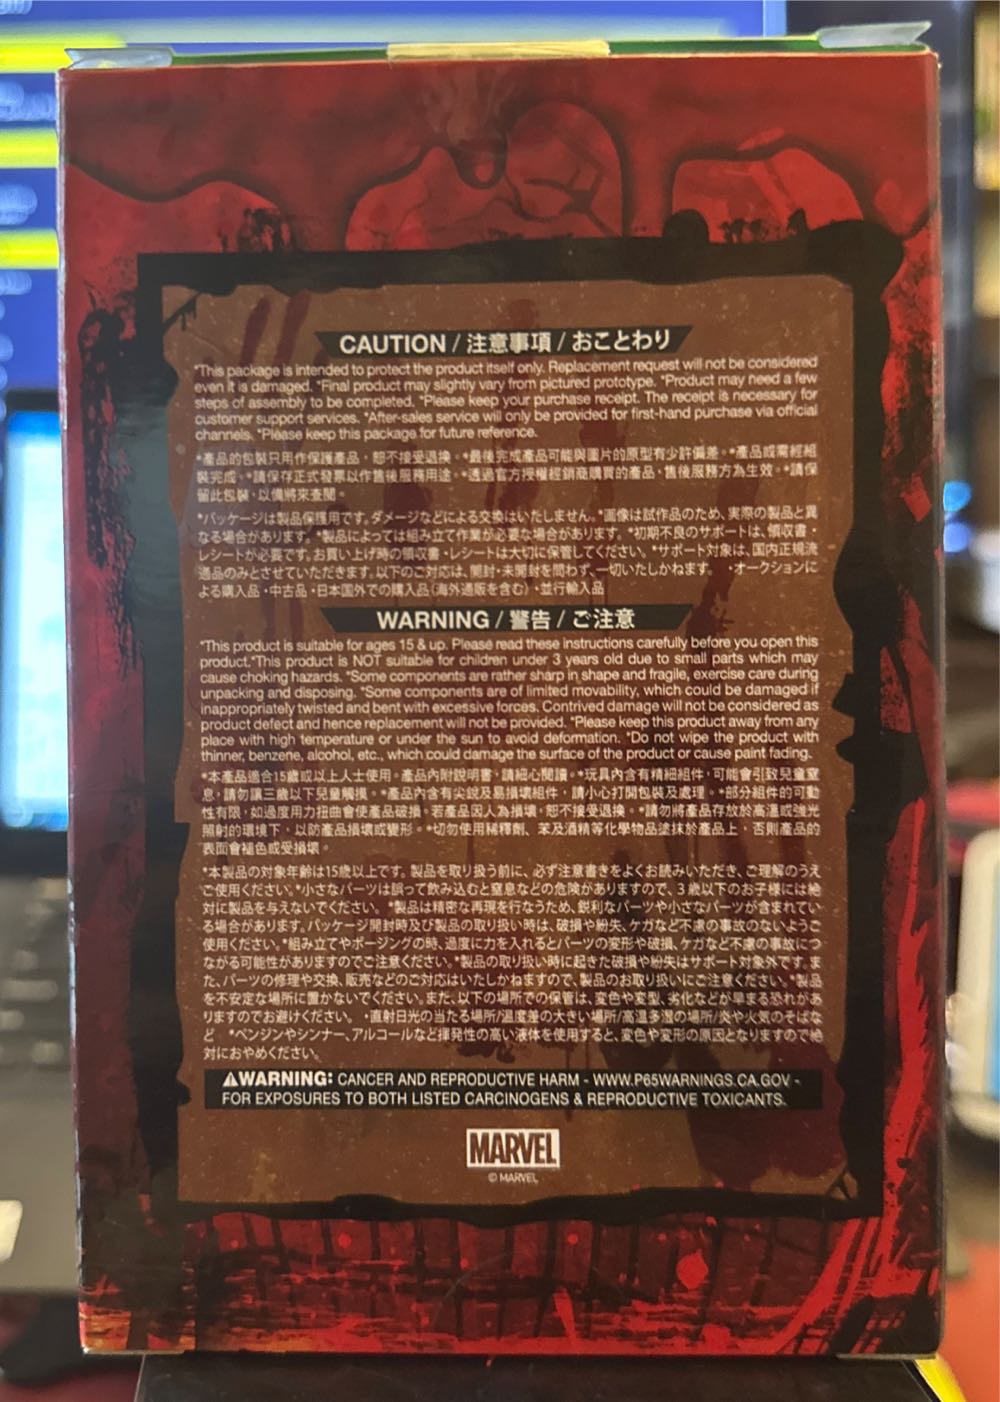 CAUTION / 注意事項 / おことわり
*This package is intended to protect the product itself only. Replacement request will not be considered
even it is damaged. *Final product may slightly vary from pictured prototype. *Product may need a few
steps of assembly to be completed. *Please keep your purchase receipt. The receipt is necessary for
customer support services. *After-sales service will only be provided for first-hand purchase via official
channels. *Please keep this package for future reference.
*產品的包裝只用作保護產品，恕不接受退換。*最後完成產品可能與圖片的原型有少許偏差。*產品或需經組
裝完成。*請保存正式發票以作售後服務用途。*透過官方授權經銷商購買的產品，售後服務方為生效。*請保
留此包裝，以備將來查閱。
*パッケージは製品保護用です。ダメージなどによる交換はいたしません。*画像は試作品のため、実際の製品と異
なる場合があります。*製品によっては組み立て作業が必要な場合があります。*初期不良のサポートは、領収書・
レシートが必要です。お買い上げ時の領収書・レシートは大切に保管してください。*サポート対象は、国内正規流
通品のみとさせていただきます。以下のご対応は、開封・未開封を問わず、一切いたしかねます。 ・オークションに
よる購入品・中古品・日本国外での購入品（海外通販を含む）・並行輸入品
WARNING / 警告 / ご注意
*This product is suitable for ages 15 & up. Please read these instructions carefully before you open this
product.*This product is NOT suitable for children under 3 years old due to small parts which may
cause choking hazards. *Some components are rather sharp in shape and fragile, exercise care during
unpacking and disposing. *Some components are of limited movability, which could be damaged if
inappropriately twisted and bent with excessive forces. Contrived damage will not be considered as
product defect and hence replacement will not be provided. *Please keep this product away from any
place with high temperature or under the sun to avoid deformation. *Do not wipe the product with
thinner, benzene, alcohol, etc., which could damage the surface of the product or cause paint fading.
*本產品適合15歲或以上人士使用。產品內附說明書，請細心閱讀。*玩具內含有精細組件，可能會引致兒童窒
息，請勿讓三歲以下兒童觸摸。*產品內含有尖銳及易損壞組件，請小心打開包裝及處理。*部分組件的可動
性有限，如過度用力扭曲會使產品破損，若產品因人為損壞，恕不接受退換。*請勿將產品存放於高溫或強光
照射的環境下，以防產品損壞或變形。*切勿使用稀釋劑、苯及酒精等化學物品塗抹於產品上，否則產品的
表面會褪色或受損壞。
*本製品の対象年齢は15歳以上です。製品を取り扱う前に、必ず注意書きをよくお読みいただき、ご理解のうえ
ご使用ください。*小さなパーツは誤って飲み込むと窒息などの危険がありますので、3歳以下のお子様には絶
対に製品を与えないでください。*製品は精密な再現を行なうため、鋭利なパーツや小さなパーツが含まれてい
る場合があります。パッケージ開封時及び製品の取り扱い時は、破損や紛失、ケガなど不慮の事故のないようご
使用ください。*組み立てやポージングの時、過度に力を入れるとパーツの変形や破損、ケガなど不慮の事故につ
ながる可能性がありますのでご注意ください。*製品の取り扱い時に起きた破損や紛失はサポート対象外です。ま
た、パーツの修理や交換、販売などのご対応はいたしかねますので、製品のお取り扱いにご注意ください。*製品
を不安定な場所に置かないでください。また、以下の場所での保管は、変色や変型、劣化などが早まる恐れがあ
りますのでお避けください。 ・直射日光の当たる場所/温度差の大きい場所/高温多湿の場所/炎や火気のそばな
ど *ベンジンやシンナー、アルコールなど揮発性の高い液体を使用すると、変色や変形の原因となりますので絶
対におやめください。
⚠WARNING: CANCER AND REPRODUCTIVE HARM - WWW.P65WARNINGS.CA.GOV -
FOR EXPOSURES TO BOTH LISTED CARCINOGENS & REPRODUCTIVE TOXICANTS.
MARVEL
© MARVEL